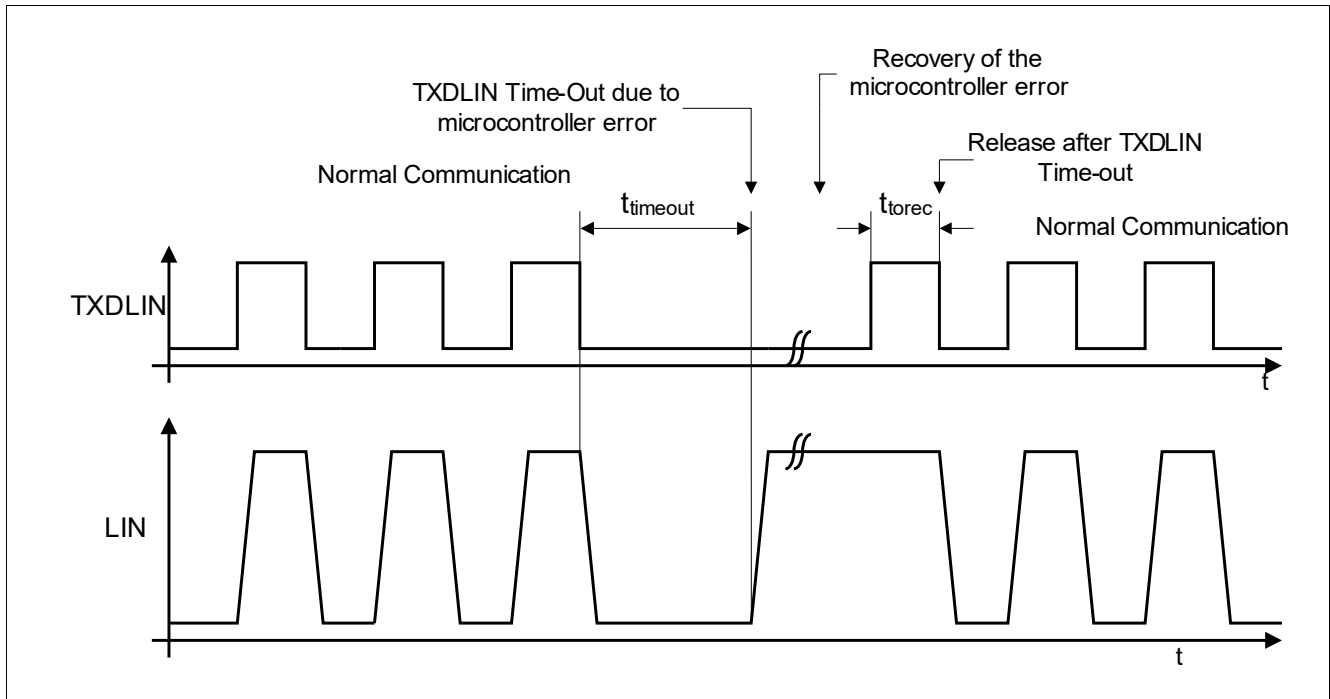 Recovery of the
microcontroller error
TXDLIN Time-Out due to
microcontroller error
Release after TXDLIN
Time-out
Normal Communication
ttimeout
ttorec
Normal Communication
TXDLIN
t
LIN
t